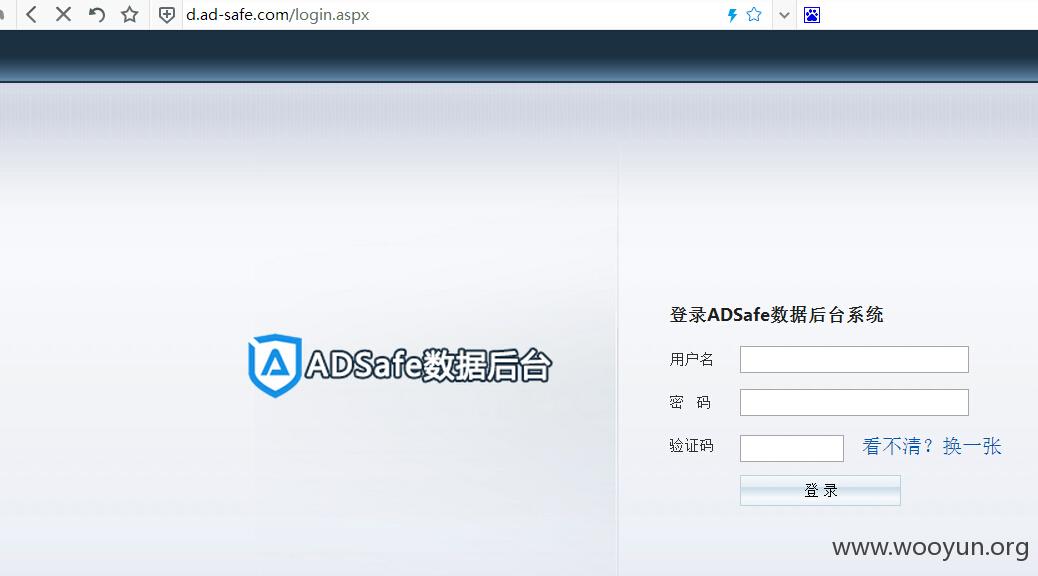 d.ad-safe.com/login.aspx
ADSafe数据后台
登录ADSafe数据后台系统
用户名
密 码
验证码 看不清？换一张
登 录
www.wooyun.org